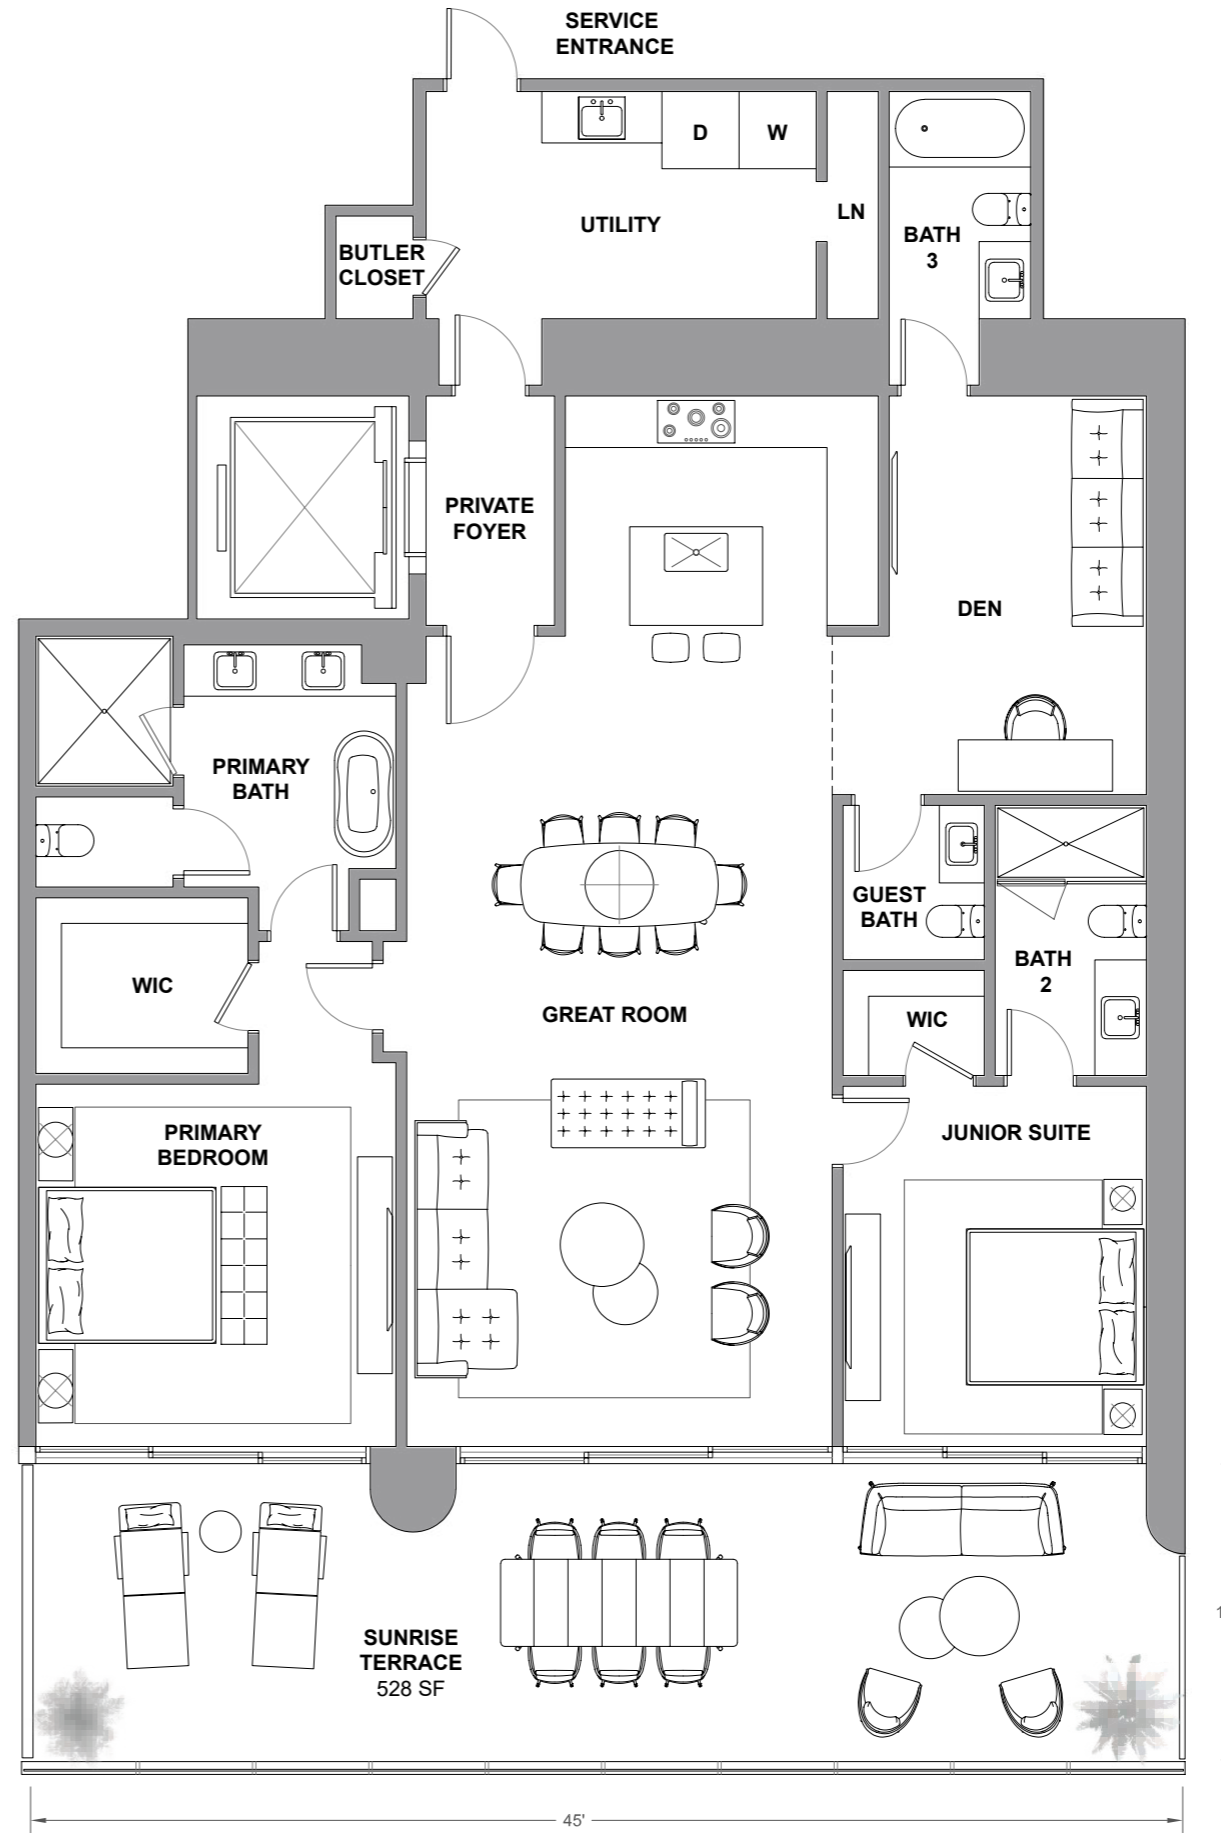 SERVICE
ENTRANCE
D
W
UTILITY
LN
BATH
3
BUTLER
CLOSET
PRIVATE
FOYER
DEN
PRIMARY
BATH
GUEST
BATH
BATH
2
WIC
GREAT ROOM
WIC
PRIMARY
BEDROOM
JUNIOR SUITE
SUNRISE
TERRACE
528 SF
1
45'